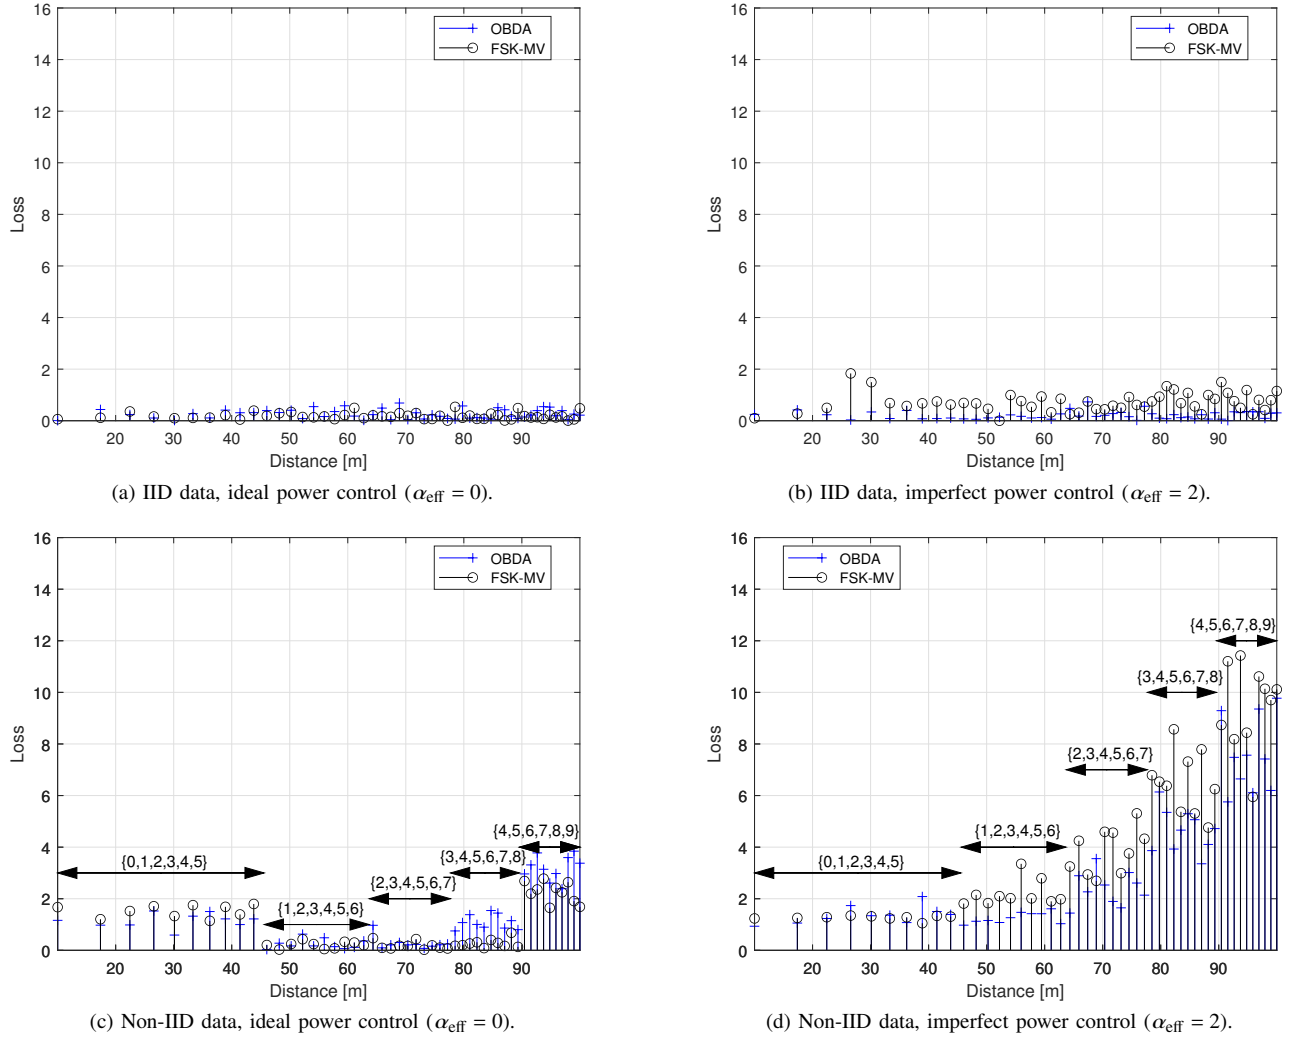 16
14
12
10
8
6
4
2
0
Loss
OBDA
FSK-MV
20 30 40 50 60 70 80 90
Distance [m]
(a) IID data, ideal power control (α_eff = 0).
16
14
12
10
8
6
4
2
0
Loss
OBDA
FSK-MV
20 30 40 50 60 70 80 90
Distance [m]
(b) IID data, imperfect power control (α_eff = 2).
16
14
12
10
8
6
4
2
0
Loss
OBDA
FSK-MV
{4,5,6,7,8,9}
{3,4,5,6,7,8}
{0,1,2,3,4,5}
{2,3,4,5,6,7}
{1,2,3,4,5,6}
20 30 40 50 60 70 80 90
Distance [m]
(c) Non-IID data, ideal power control (α_eff = 0).
16
14
12
10
8
6
4
2
0
Loss
OBDA
FSK-MV
{4,5,6,7,8,9}
{3,4,5,6,7,8}
{2,3,4,5,6,7}
{1,2,3,4,5,6}
{0,1,2,3,4,5}
20 30 40 50 60 70 80 90
Distance [m]
(d) Non-IID data, imperfect power control (α_eff = 2).